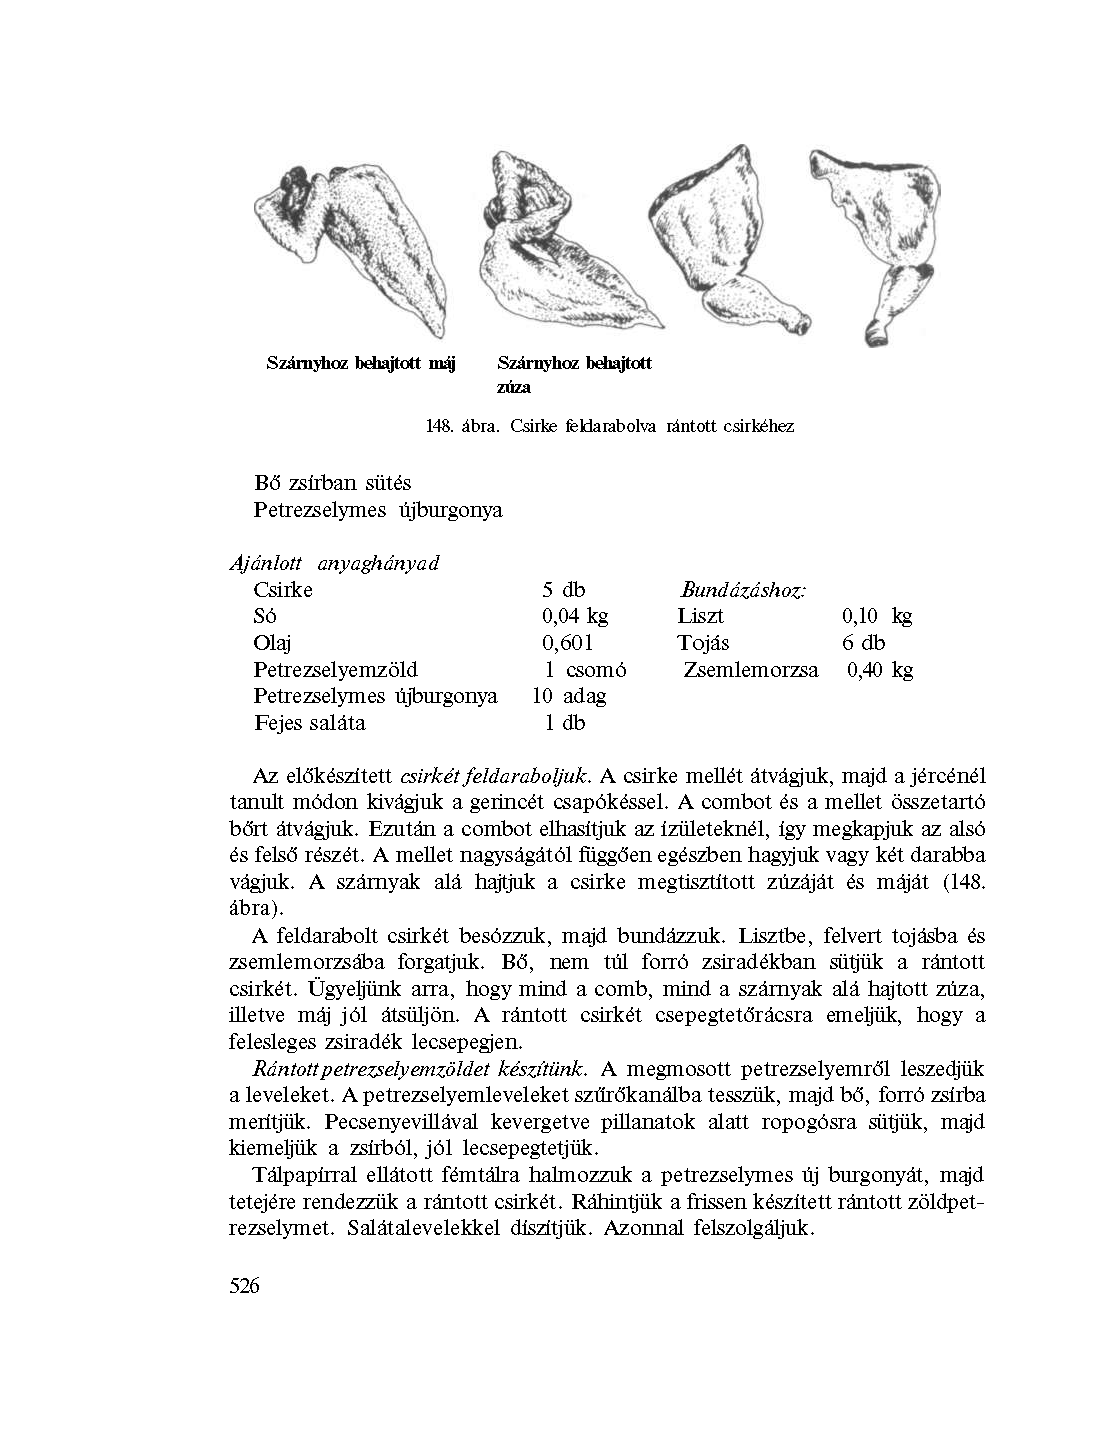 Szárnyhoz behajtott máj
Szárnyhoz behajtott
zúza
148. ábra. Csirke feldarabolva rántott csirkéhez
Bő zsírban sütés
Petrezselymes újburgonya
Ajánlott anyaghányad
Csirke 5 db Bundázáshoz:
Só 0,04 kg Liszt 0,10 kg
Olaj 0,601 Tojás 6 db
Petrezselyemzöld 1 csomó Zsemlemorzsa 0,40 kg
Petrezselymes újburgonya 10 adag
Fejes saláta 1 db
Az előkészített csirkét feldaraboljuk. A csirke mellét átvágjuk, majd a jércénél
tanult módon kivágjuk a gerincét csapókéssel. A combot és a mellet összetartó
bőrt átvágjuk. Ezután a combot elhasítjuk az ízületeknél, így megkapjuk az alsó
és felső részét. A mellet nagyságától függően egészben hagyjuk vagy két darabba
vágjuk. A szárnyak alá hajtjuk a csirke megtisztított zúzáját és máját (148.
ábra).
A feldarabolt csirkét besózzuk, majd bundázzuk. Lisztbe, felvert tojásba és
zsemlemorzsába forgatjuk. Bő, nem túl forró zsiradékban sütjük a rántott
csirkét. Ügyeljünk arra, hogy mind a comb, mind a szárnyak alá hajtott zúza,
illetve máj jól átsüljön. A rántott csirkét csepegtetőrácsra emeljük, hogy a
felesleges zsiradék lecsepegjen.
Rántott petrezselyemzöldet készítünk. A megmosott petrezselyemről leszedjük
a leveleket. A petrezselyemleveleket szűrőkanálba tesszük, majd bő, forró zsírba
merítjük. Pecsenyevillával kevergetve pillanatok alatt ropogósra sütjük, majd
kiemeljük a zsírból, jól lecsepegtetjük.
Tálpapírral ellátott fémtálra halmozzuk a petrezselymes új burgonyát, majd
tetejére rendezzük a rántott csirkét. Ráhintjük a frissen készített rántott zöldpet-
rezselymet. Salátalevelekkel díszítjük. Azonnal felszolgáljuk.
526